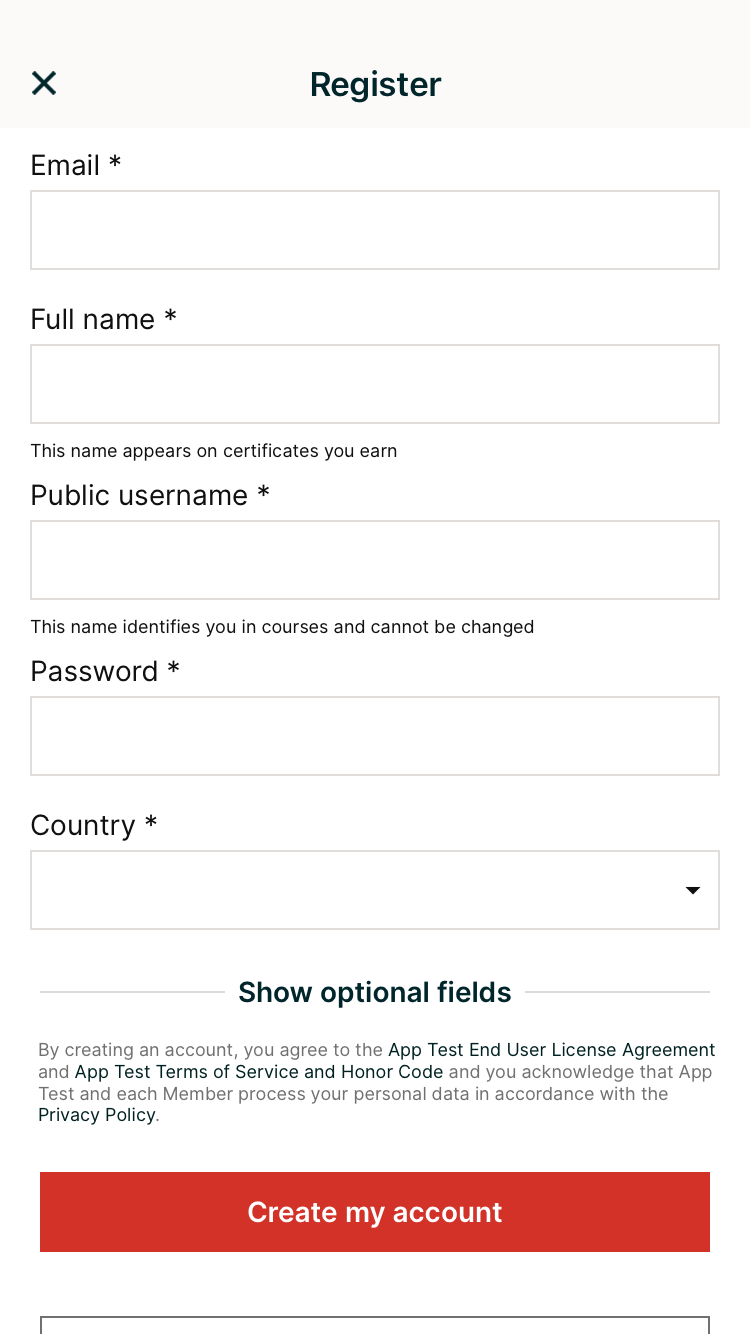 Register
Email *
Full name *
This name appears on certificates you earn
Public username *
This name identifies you in courses and cannot be changed
Password *
Country *
Show optional fields
By creating an account, you agree to the App Test End User License Agreement
and App Test Terms of Service and Honor Code and you acknowledge that App
Test and each Member process your personal data in accordance with the
Privacy Policy.
Create my account